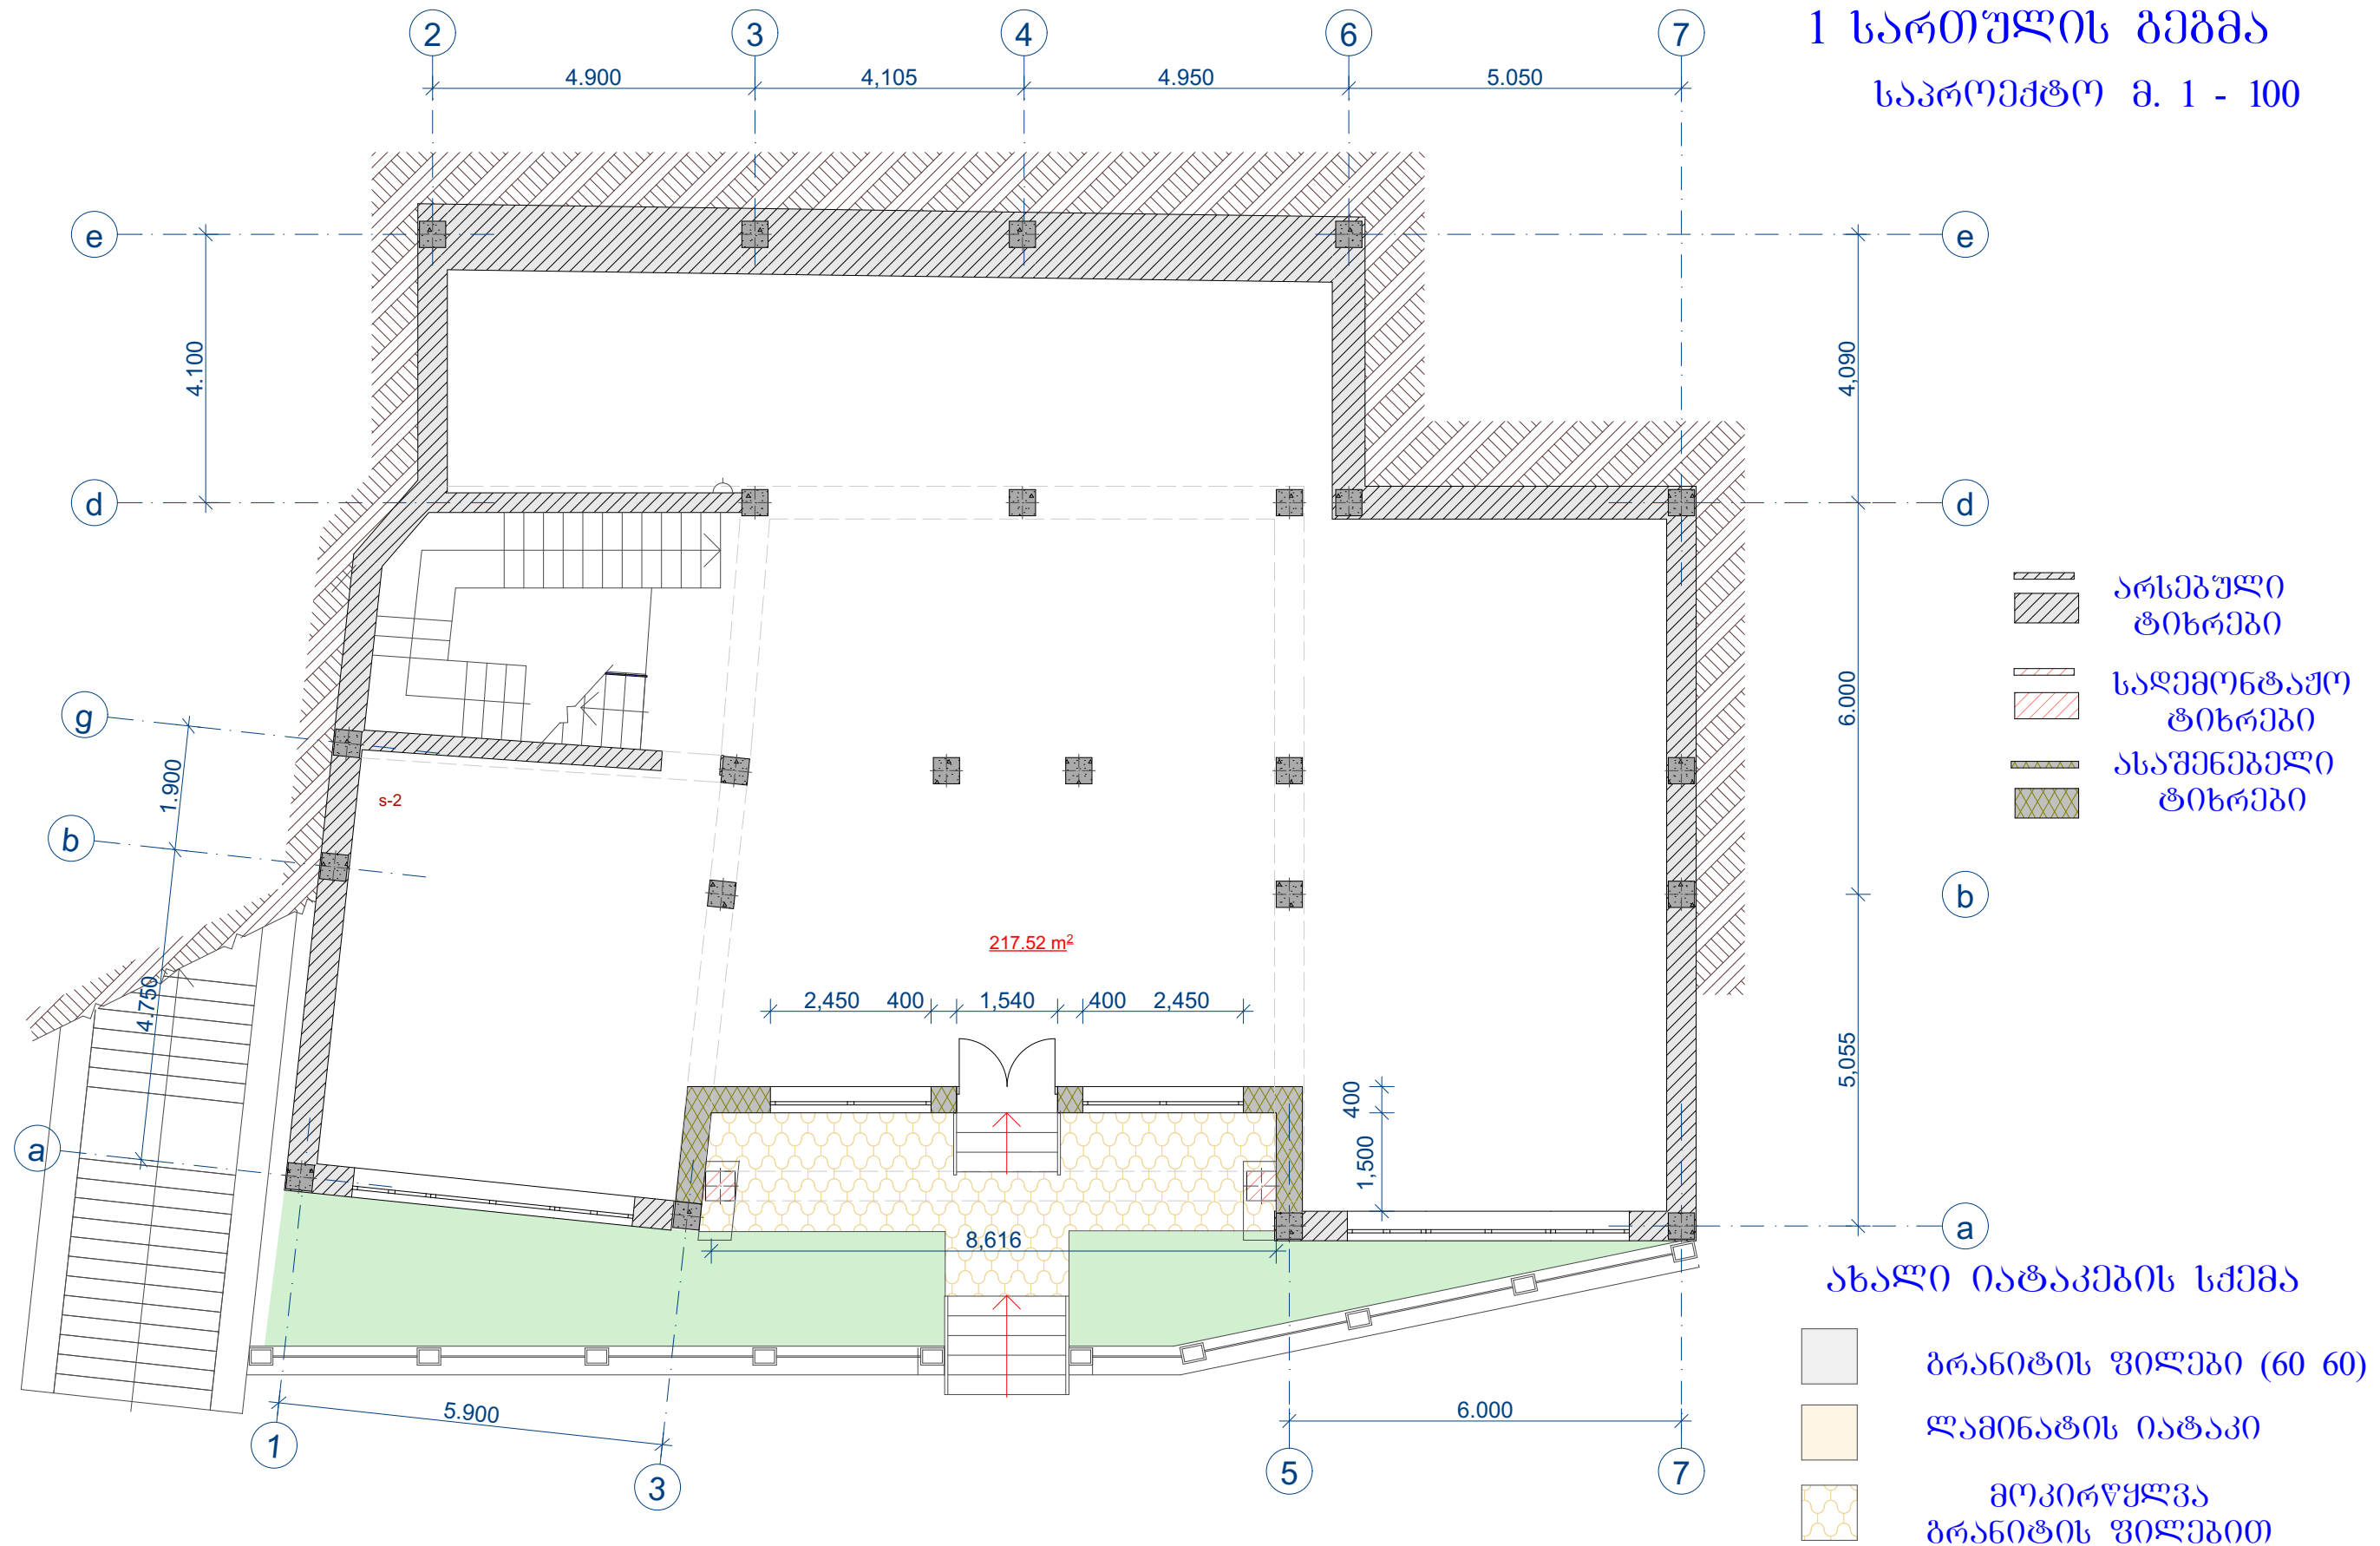 1 სართულის გეგმა
საპროექტო მ. 1 - 100
2 3 4 6 7
4.900 4,105 4.950 5.050
e e
4.100 4,090
d d
არსებული
ტიხრები
სადემონტაჟო
ტიხრები
ასაშენებელი
ტიხრები
g
6.000
1.900
s-2
b b
217.52 m²
4.750
2,450 400 1,540 400 2,450
5,055
400
1,500
a a
8,616
ახალი იატაკების სქემა
გრანიტის ფილები (60 60)
5.900 6.000
ლამინატის იატაკი
1 3 5 7
მოკირწყლვა
გრანიტის ფილებით